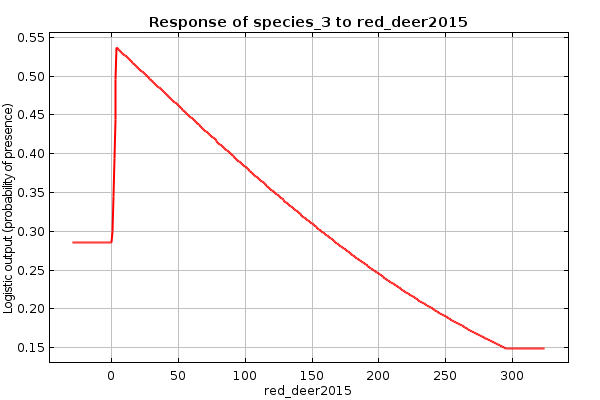 Response of species_3 to red_deer2015
Logistic output (probability of presence)
0.55
0.50
0.45
0.40
0.35
0.30
0.25
0.20
0.15
0 50 100 150 200 250 300
red_deer2015